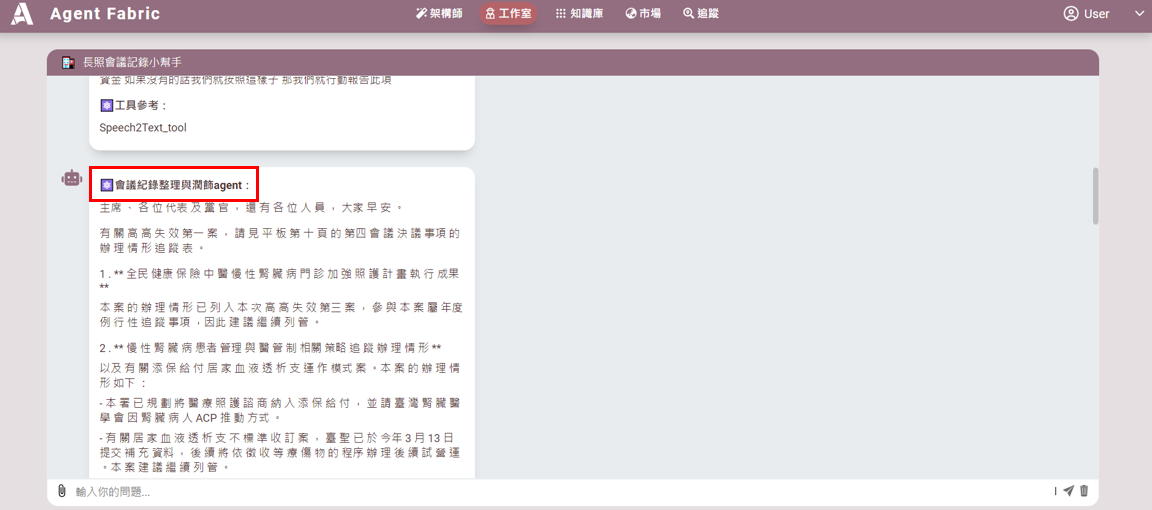 Agent Fabric
架構師
工作室
知識庫
市場
追蹤
User
長照會議記錄小幫手
資金 如果沒有的話我們就按照這樣子 那我們就行動報告此項
工具參考：
Speech2Text_tool
會議紀錄整理與潤飾agent：
主席、各位代表及黨官，還有各位人員，大家早安。
有關高高失效第一案，請見平板第十頁的第四會議決議事項的
辦理情形追蹤表。
1.** 全民健康保險中醫慢性腎臟病門診加強照護計畫執行成果
**
本案的辦理情形已列入本次高高失效第三案，參與本案屬年度
例行性追蹤事項，因此建議繼續列管。
2.** 慢性腎臟病患者管理與醫管制相關策略追蹤辦理情形**
以及有關添保給付居家血液透析支運作模式案。本案的辦理情
形如下：
- 本署已規劃將醫療照護諮商納入添保給付，並請臺灣腎臟醫
學會因腎臟病人ACP推動方式。
- 有關居家血液透析支不標準收訂案，臺聖已於今年3月13日
提交補充資料，後續將依徵收等療傷物的程序辦理後續試營運
。本案建議繼續列管。
輸入你的問題...